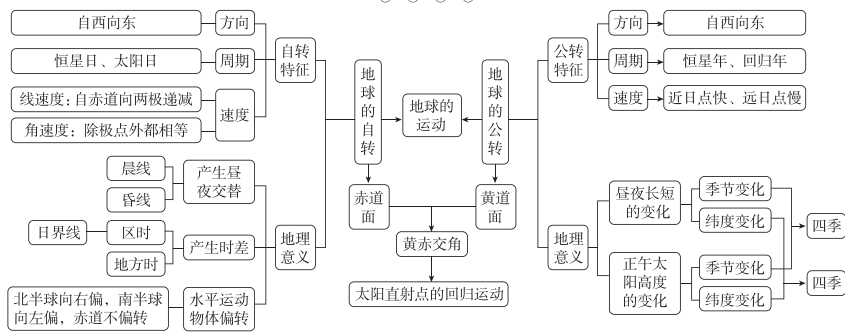 自西向东
方向
恒星日、太阳日
周期
自转
特征
线速度：自赤道向两极递减
角速度：除极点外都相等
速度
晨线
昏线
产生昼
夜交替
日界线
区时
地方时
产生时差
地理
意义
北半球向右偏，南半球
向左偏，赤道不偏转
水平运动
物体偏转
地球的自转
地球的
运动
地球的公转
赤道
面
黄道
面
黄赤交角
太阳直射点的回归运动
公转
特征
方向
自西向东
周期
恒星年、回归年
速度
近日点快、远日点慢
地理
意义
昼夜长短
的变化
季节变化
纬度变化
四季
正午太
阳高度
的变化
季节变化
纬度变化
四季